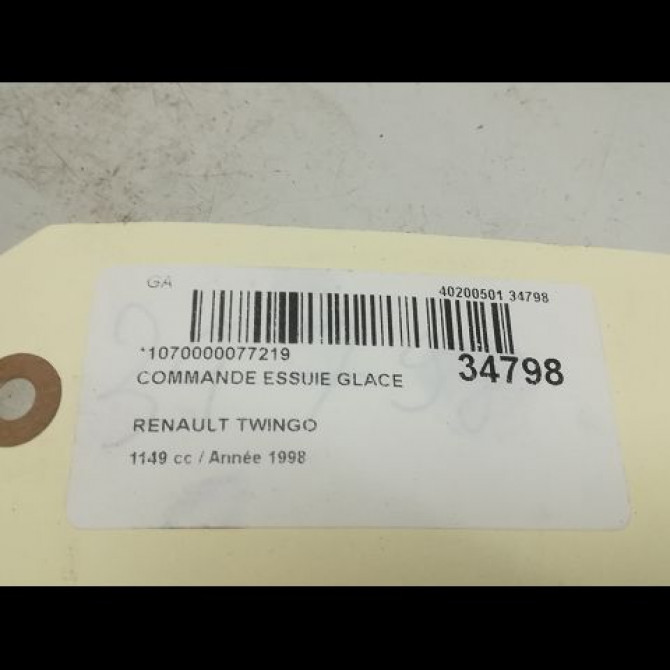 GA
40200501 34798
*1070000077219
34798
COMMANDE ESSUIE GLACE
RENAULT TWINGO
1149 cc / Année 1998